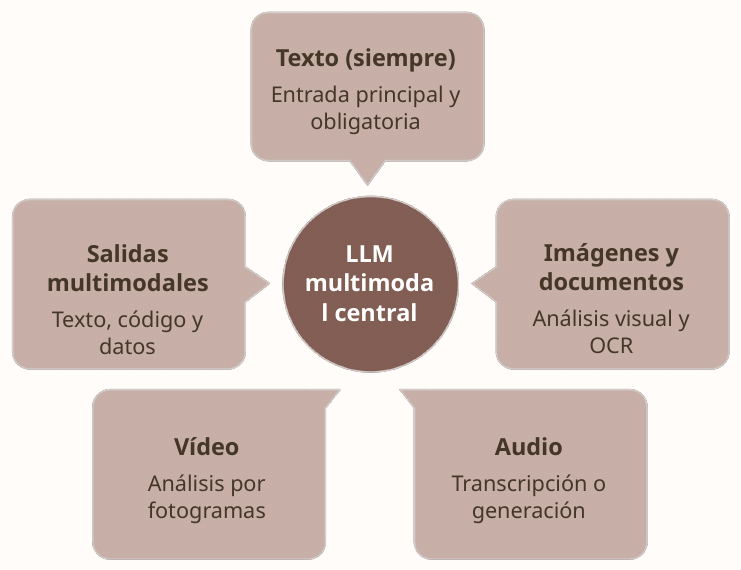 Texto (siempre)
Entrada principal y
obligatoria
Salidas
multimodales
Texto, código y
datos
LLM
multimoda
l central
Imágenes y
documentos
Análisis visual y
OCR
Vídeo
Análisis por
fotogramas
Audio
Transcripción o
generación